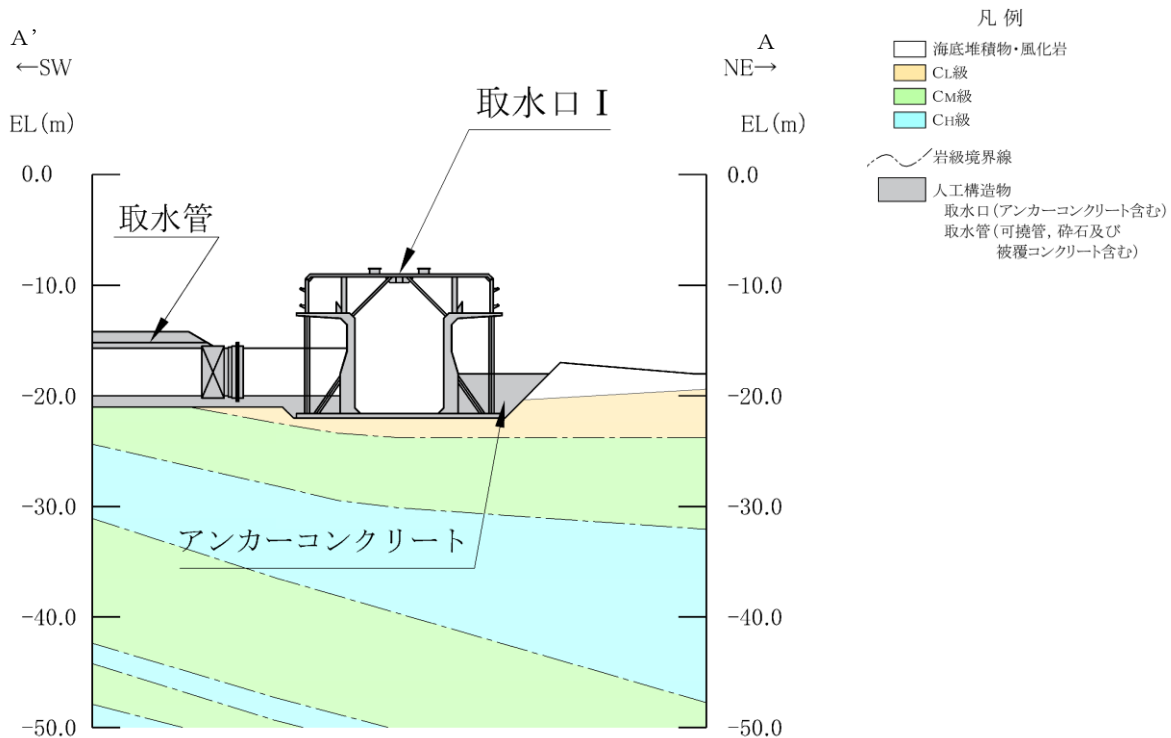 A’
←SW
EL(m)
A
NE→
EL(m)
取水口 Ⅰ
取水管
アンカーコンクリート
0.0
-10.0
-20.0
-30.0
-40.0
-50.0
0.0
-10.0
-20.0
-30.0
-40.0
-50.0
凡 例
海底堆積物・風化岩
CL級
CM級
CH級
岩級境界線
人工構造物
取水口(アンカーコンクリート含む)
取水管(可撓管, 砕石及び
被覆コンクリート含む)